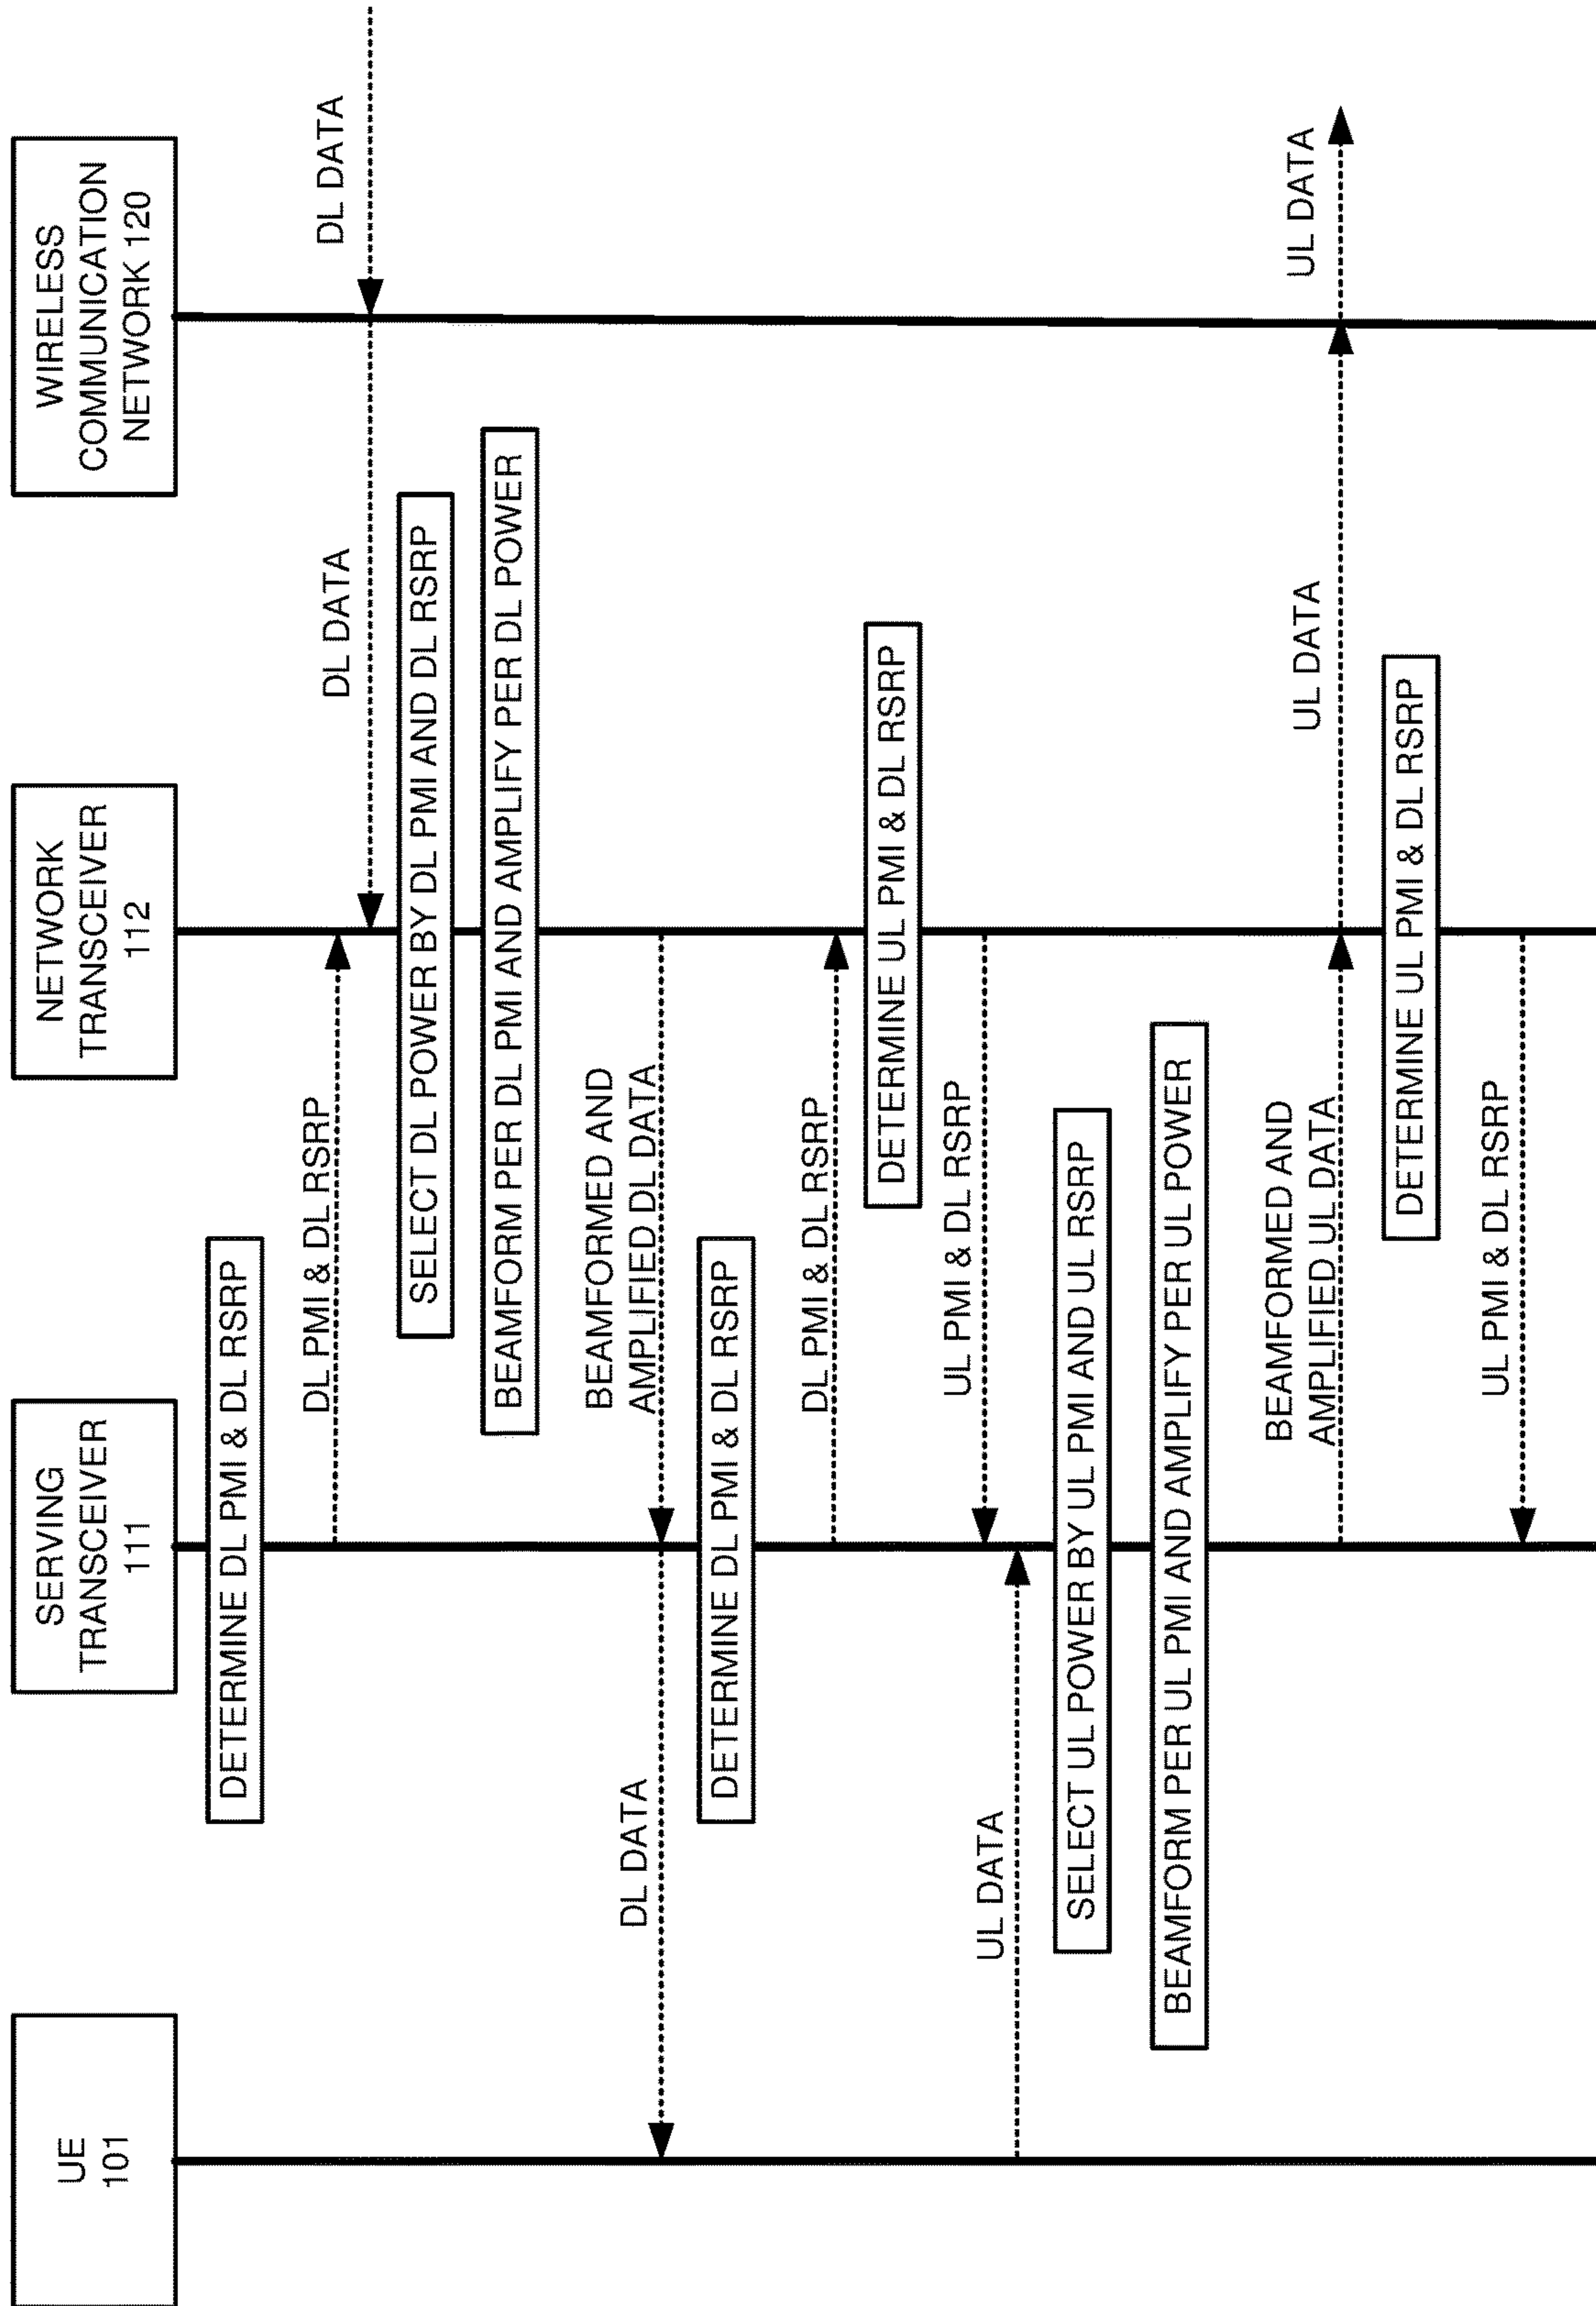 UE
101
SERVING
TRANSCEIVER
111
NETWORK
TRANSCEIVER
112
WIRELESS
COMMUNICATION
NETWORK 120
DETERMINE DL PMI & DL RSRP
DL PMI & DL RSRP
DL DATA
DL DATA
SELECT DL POWER BY DL PMI AND DL RSRP
BEAMFORM PER DL PMI AND AMPLIFY PER DL POWER
BEAMFORMED AND
AMPLIFIED DL DATA
DL DATA
DETERMINE DL PMI & DL RSRP
DL PMI & DL RSRP
DETERMINE UL PMI & DL RSRP
UL PMI & DL RSRP
UL DATA
SELECT UL POWER BY UL PMI AND UL RSRP
BEAMFORM PER UL PMI AND AMPLIFY PER UL POWER
BEAMFORMED AND
AMPLIFIED UL DATA
UL DATA
UL DATA
DETERMINE UL PMI & DL RSRP
UL PMI & DL RSRP